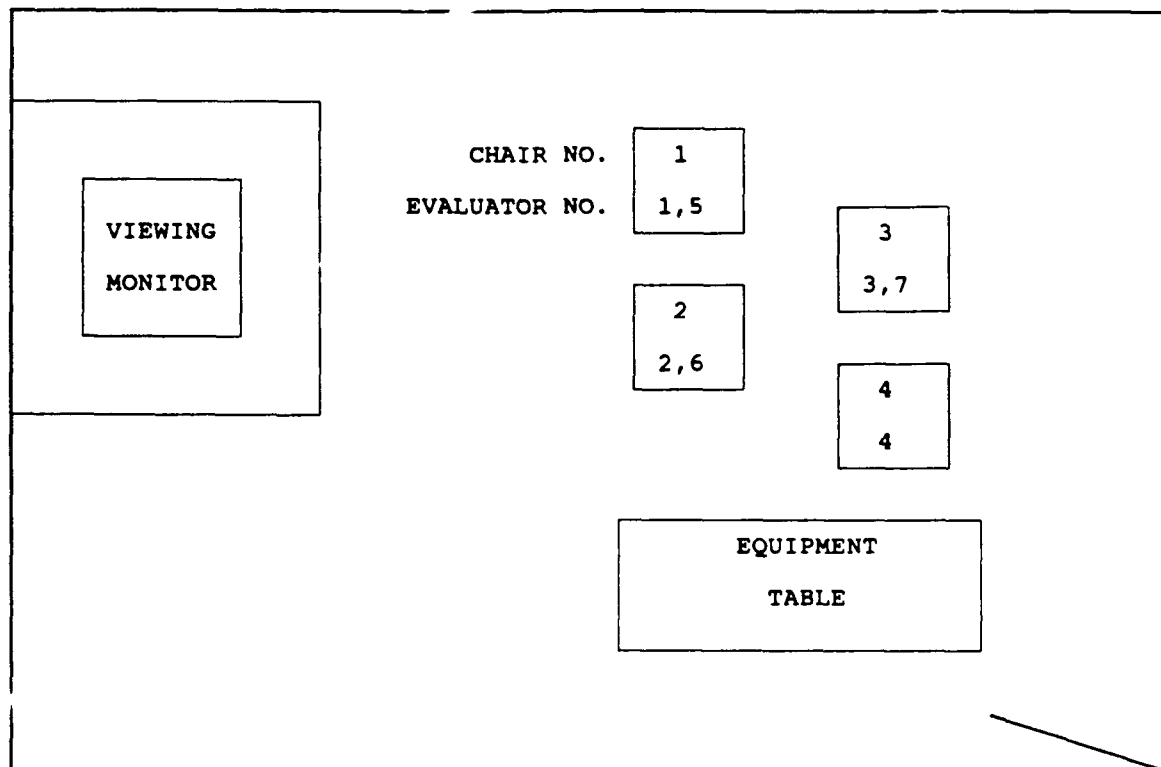 CHAIR NO. 1
EVALUATOR NO. 1,5
VIEWING
MONITOR
3
3,7
2
2,6
4
4
EQUIPMENT
TABLE